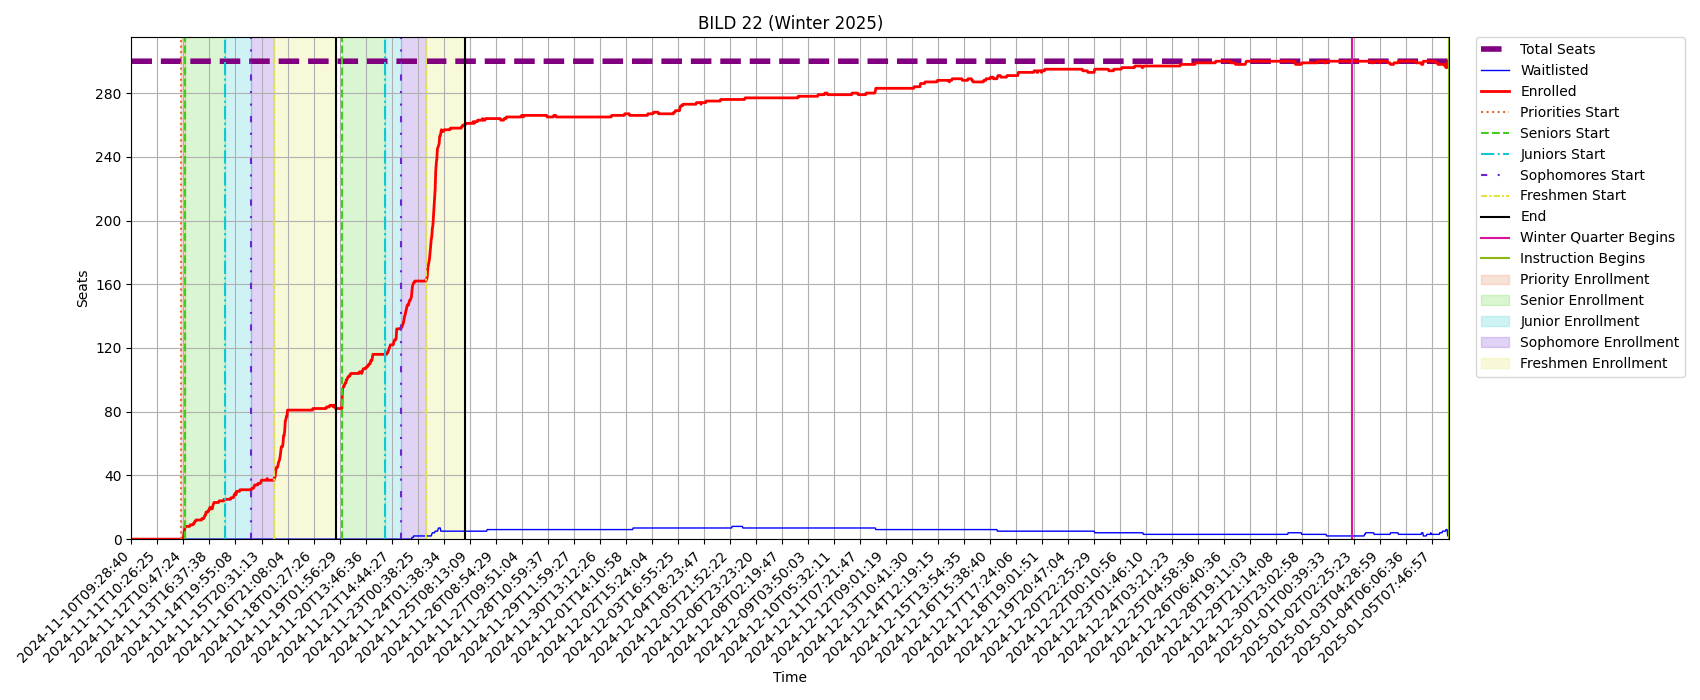 BILD 22 (Winter 2025)
Seats
280
240
200
160
120
80
40
0
2024-11-10T09:28:40
2024-11-11T10:26:25
2024-11-12T10:47:24
2024-11-13T16:37:38
2024-11-14T19:55:08
2024-11-15T20:31:13
2024-11-16T21:08:04
2024-11-18T01:27:26
2024-11-19T01:56:29
2024-11-20T13:46:36
2024-11-21T14:44:27
2024-11-23T00:38:25
2024-11-24T01:38:34
2024-11-25T08:13:09
2024-11-26T08:54:29
2024-11-27T09:51:04
2024-11-28T10:59:37
2024-11-29T11:59:27
2024-11-30T13:12:26
2024-12-01T14:10:58
2024-12-02T15:24:04
2024-12-03T16:55:25
2024-12-04T18:23:47
2024-12-05T21:52:22
2024-12-06T23:23:20
2024-12-08T02:19:47
2024-12-09T03:50:03
2024-12-10T05:32:11
2024-12-11T07:21:47
2024-12-12T09:01:19
2024-12-13T10:41:30
2024-12-14T12:19:15
2024-12-15T13:54:35
2024-12-16T15:38:40
2024-12-17T17:24:06
2024-12-18T19:01:51
2024-12-19T20:47:04
2024-12-20T22:25:29
2024-12-22T00:10:56
2024-12-23T01:46:10
2024-12-24T03:21:23
2024-12-25T04:58:36
2024-12-26T06:40:36
2024-12-28T19:11:03
2024-12-29T21:14:08
2024-12-30T23:02:58
2025-01-01T00:39:33
2025-01-02T02:25:23
2025-01-03T04:28:59
2025-01-04T06:06:36
2025-01-05T07:46:57
Time
Total Seats
Waitlisted
Enrolled
Priorities Start
Seniors Start
Juniors Start
Sophomores Start
Freshmen Start
End
Winter Quarter Begins
Instruction Begins
Priority Enrollment
Senior Enrollment
Junior Enrollment
Sophomore Enrollment
Freshmen Enrollment